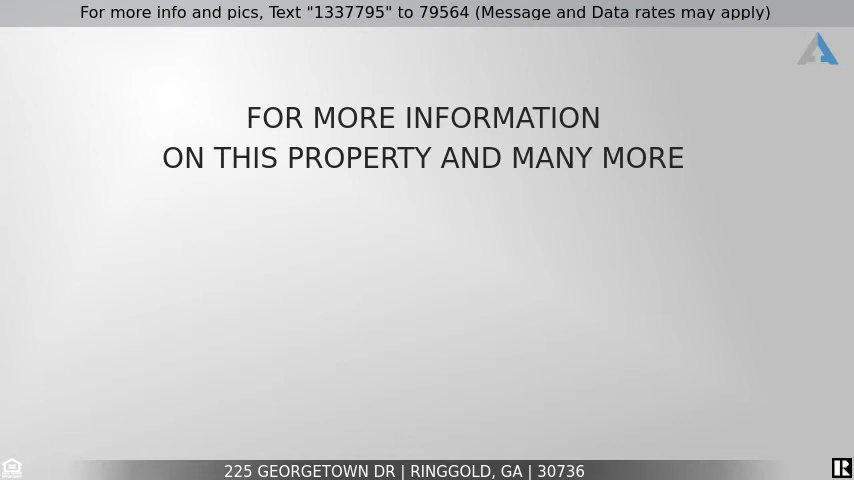 For more info and pics, Text "1337795" to 79564 (Message and Data rates may apply)
FOR MORE INFORMATION
ON THIS PROPERTY AND MANY MORE
225 GEORGETOWN DR | RINGGOLD, GA | 30736